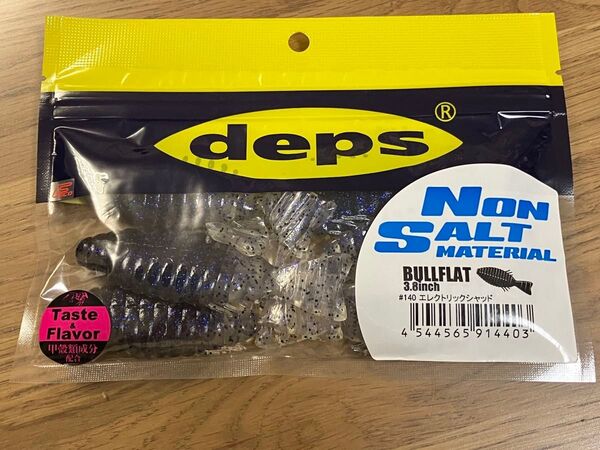 deps®
NON
SALT
MATERIAL
BULLFLAT
3.8inch
#140 エレクトリックシャッド
4 544565 914403
Taste
&
Flavor
甲殻類成分
配合